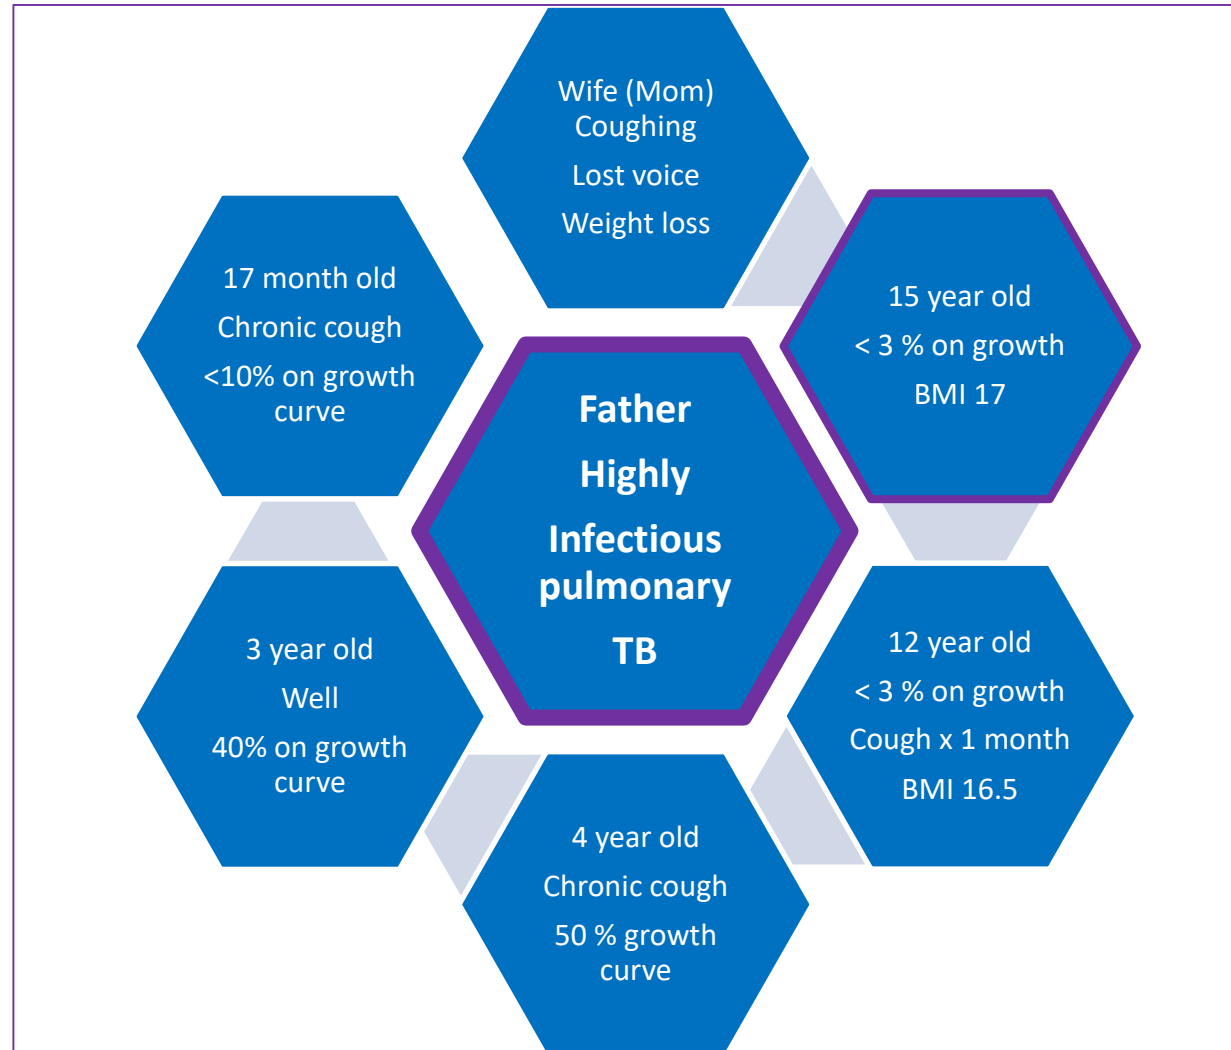 Wife (Mom)
Coughing
Lost voice
Weight loss
17 month old
Chronic cough
<10% on growth
curve
15 year old
< 3 % on growth
BMI 17
Father
Highly
Infectious
pulmonary
TB
3 year old
Well
40% on growth
curve
12 year old
< 3 % on growth
Cough x 1 month
BMI 16.5
4 year old
Chronic cough
50 % growth
curve